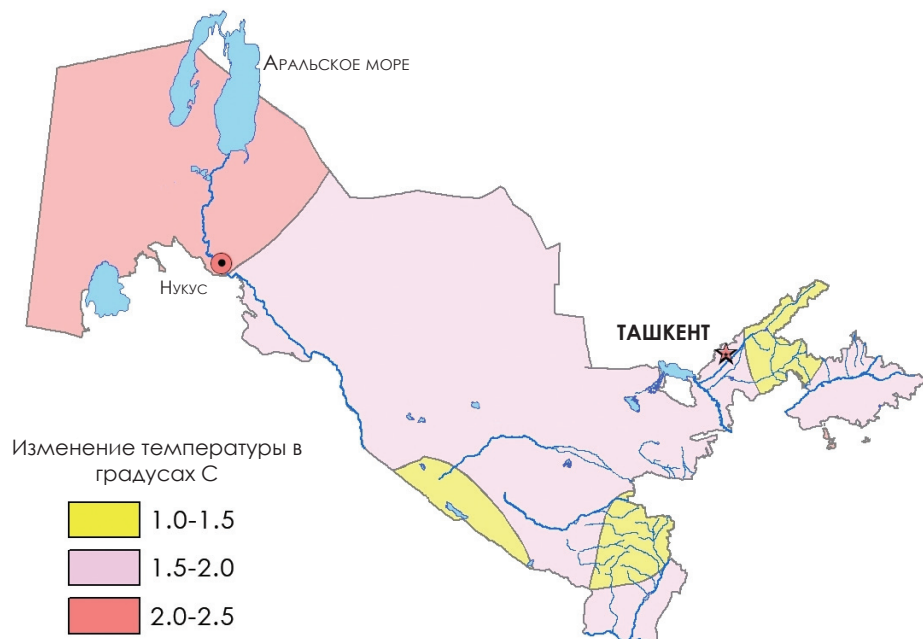 Аральское море
Нукус
ТАШКЕНТ
Изменение температуры в
градусах С
1.0-1.5
1.5-2.0
2.0-2.5